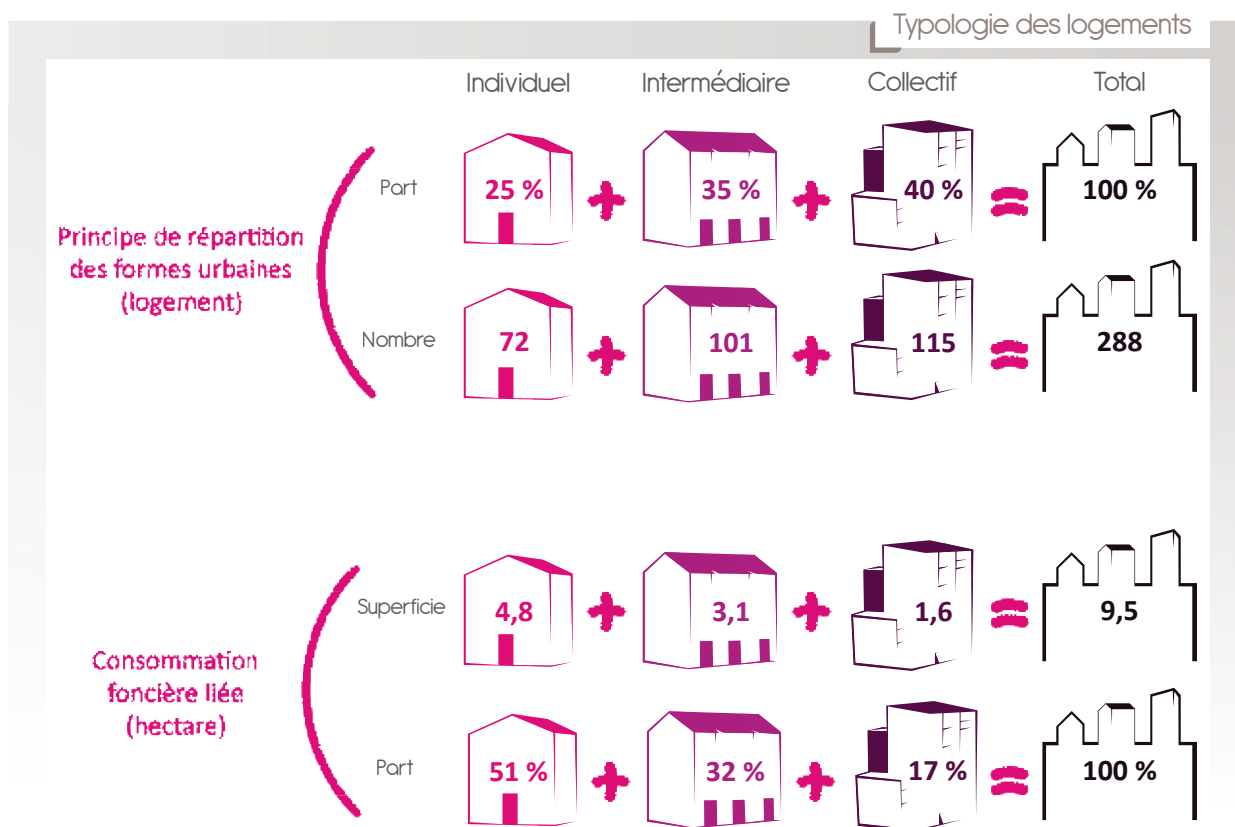 Typologie des logements
Individuel Intermédiaire Collectif Total
Part 25 % 35 % 40 % 100 %
Principe de répartition
des formes urbaines
(logement)
Nombre 72 101 115 288
Superficie 4,8 3,1 1,6 9,5
Consommation
foncière liée
(hectare)
Part 51 % 32 % 17 % 100 %